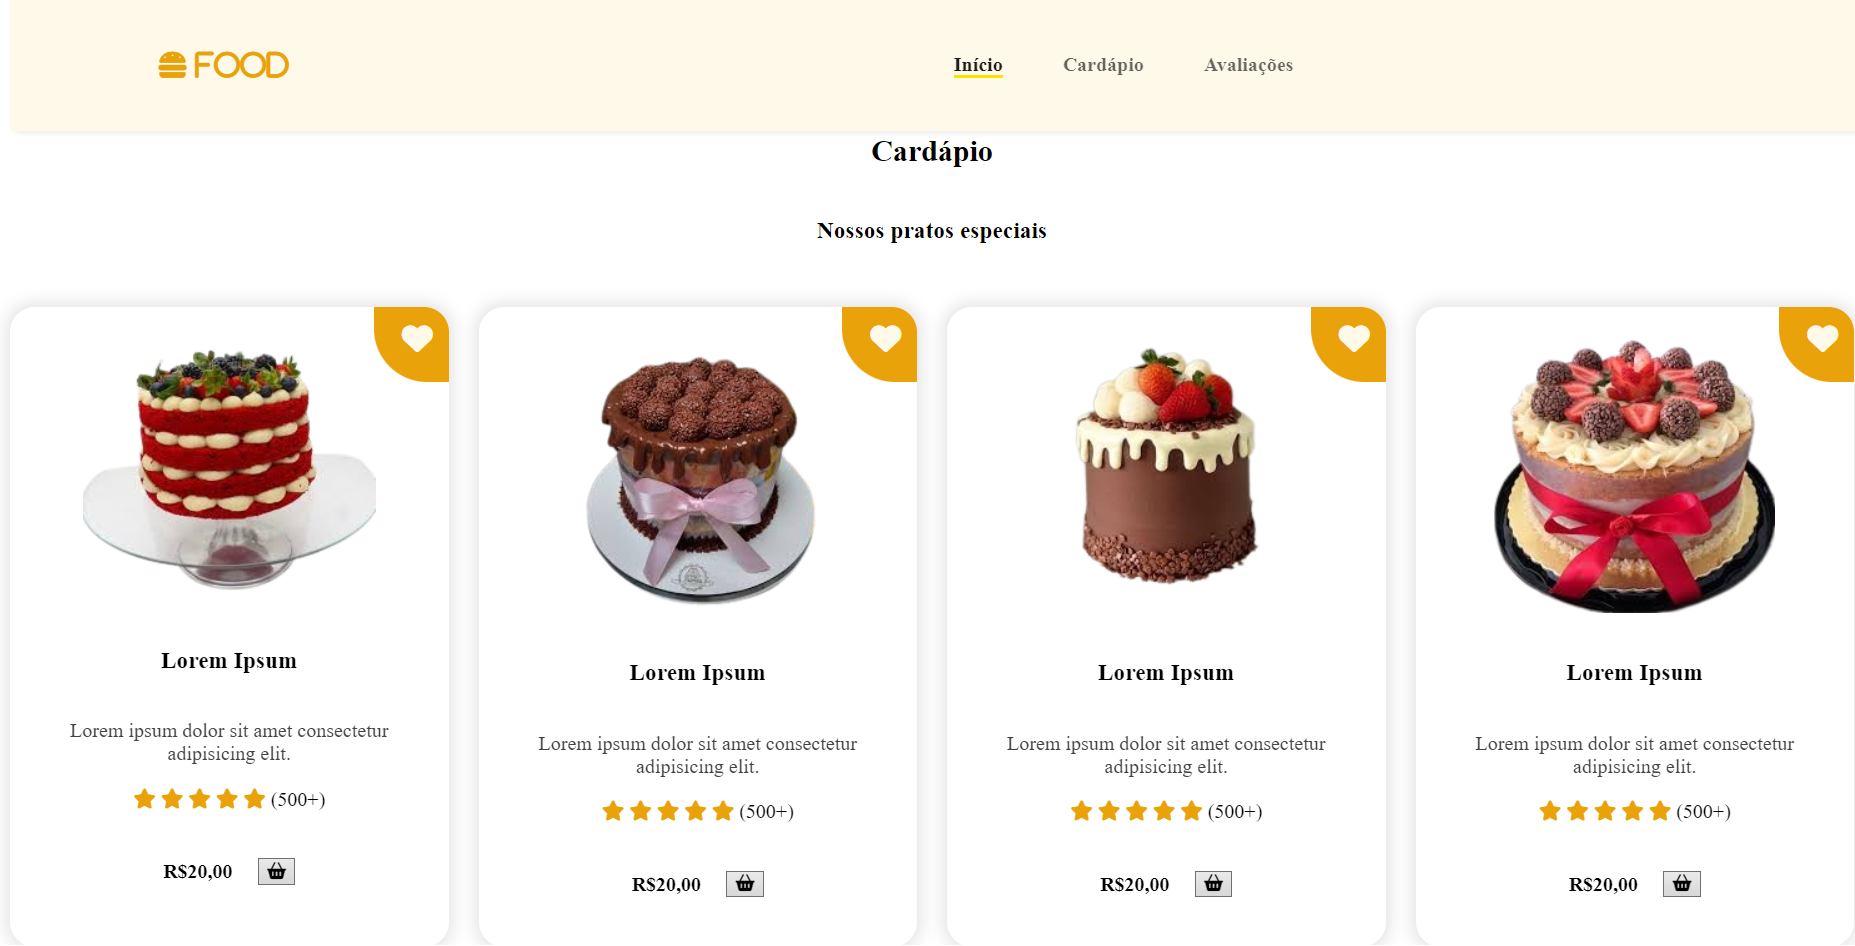 FOOD
Início Cardápio Avaliações
Cardápio
Nossos pratos especiais
Lorem Ipsum
Lorem ipsum dolor sit amet consectetur
adipisicing elit.
(500+)
R$20,00
Lorem Ipsum
Lorem ipsum dolor sit amet consectetur
adipisicing elit.
(500+)
R$20,00
Lorem Ipsum
Lorem ipsum dolor sit amet consectetur
adipisicing elit.
(500+)
R$20,00
Lorem Ipsum
Lorem ipsum dolor sit amet consectetur
adipisicing elit.
(500+)
R$20,00